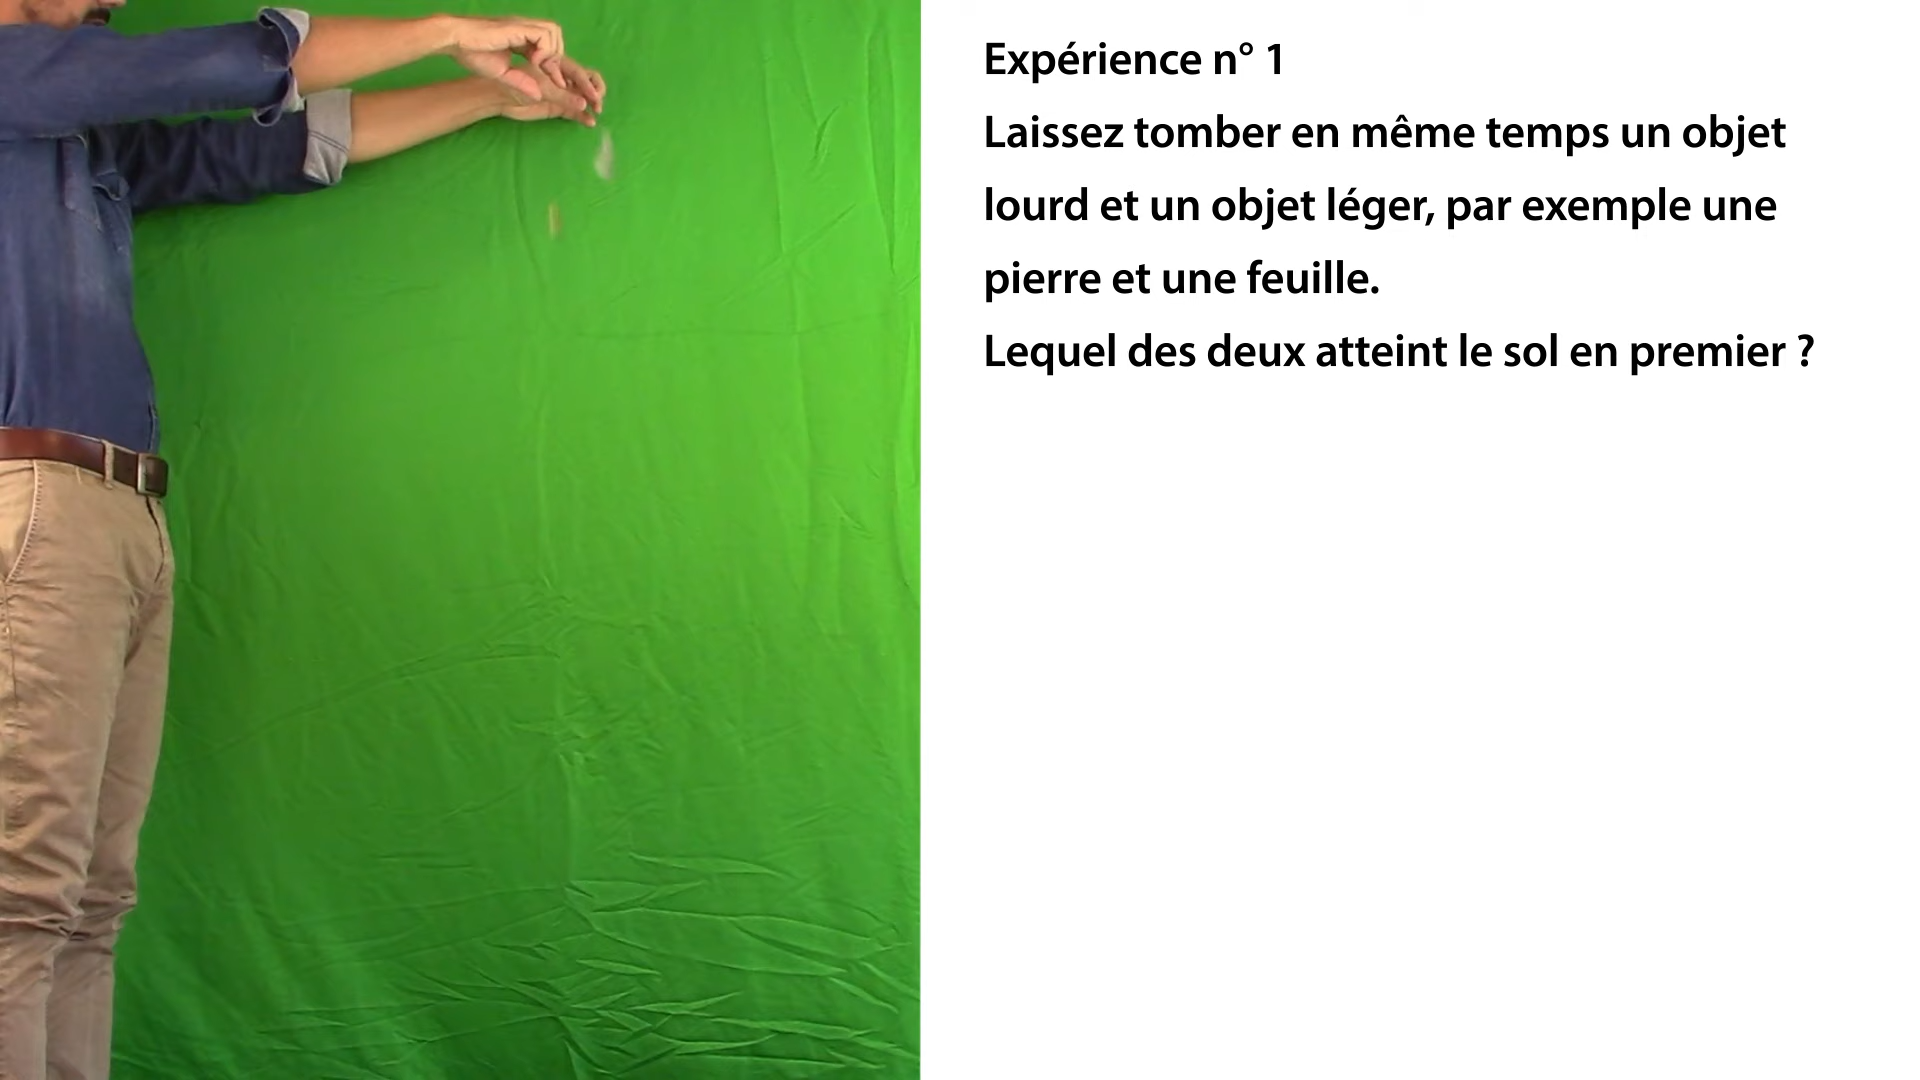 Expérience n° 1
Laissez tomber en même temps un objet
lourd et un objet léger, par exemple une
pierre et une feuille.
Lequel des deux atteint le sol en premier ?